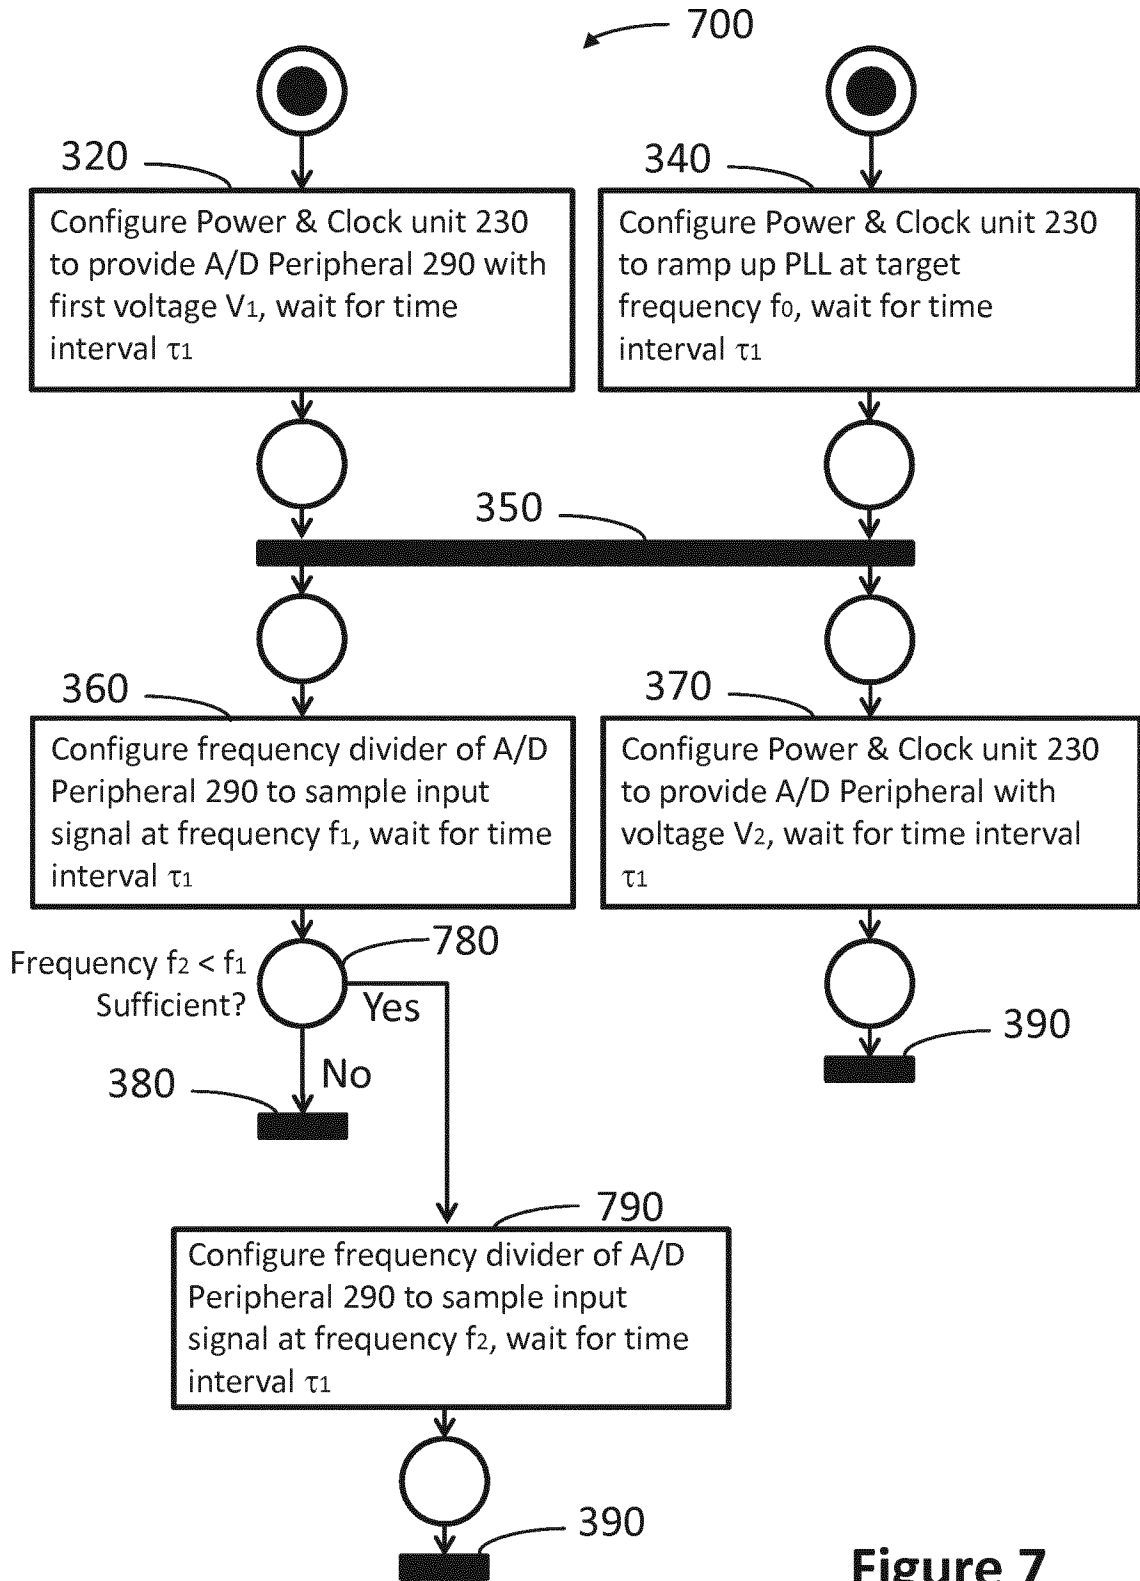 700
320
340
Configure Power & Clock unit 230
to provide A/D Peripheral 290 with
first voltage V1, wait for time
interval τ1
Configure Power & Clock unit 230
to ramp up PLL at target
frequency f0, wait for time
interval τ1
350
360
370
Configure frequency divider of A/D
Peripheral 290 to sample input
signal at frequency f1, wait for time
interval τ1
Configure Power & Clock unit 230
to provide A/D Peripheral with
voltage V2, wait for time interval
τ1
780
Frequency f2 < f1
Sufficient?
Yes
390
No
380
790
Configure frequency divider of A/D
Peripheral 290 to sample input
signal at frequency f2, wait for time
interval τ1
390
Figure 7